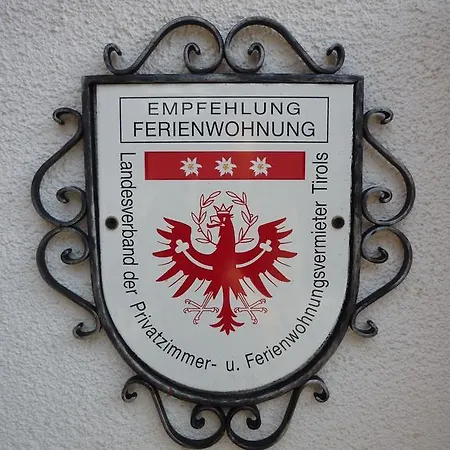 EMPFEHLUNG
FERIENWOHNUNG
Landesverband der Privatzimmer- u. Ferienwohnungsvermieter Tirols